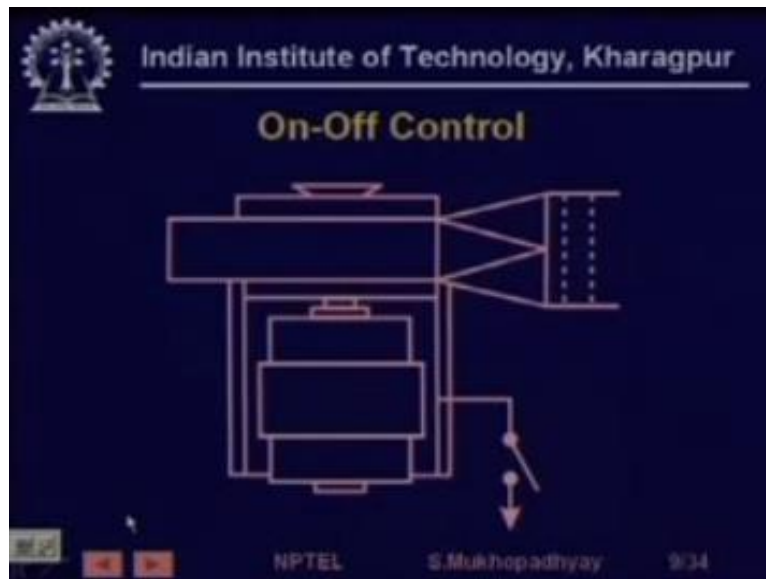 Indian Institute of Technology, Kharagpur
On-Off Control
NPTEL S.Mukhopadhyay 9/34